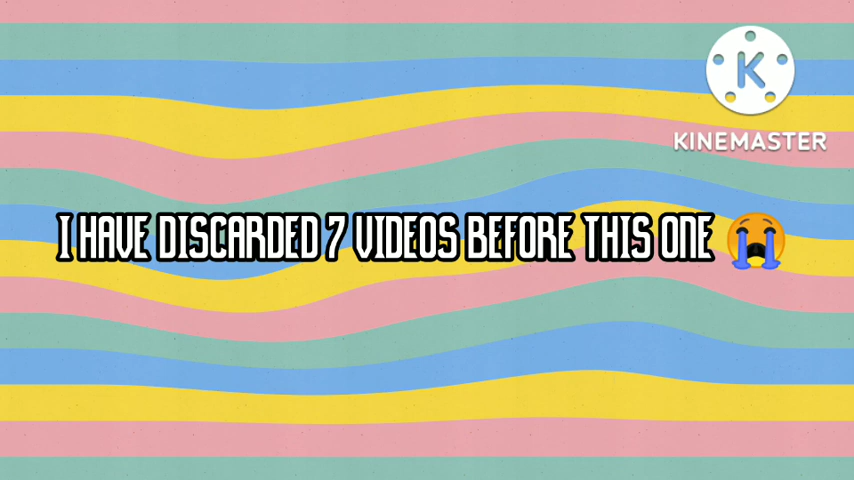 K
KINEMASTER
I HAVE DISCARDED 7 VIDEOS BEFORE THIS ONE 😭